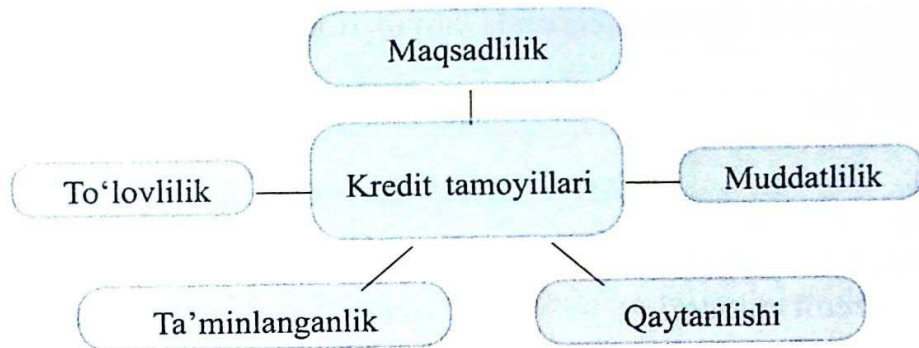 Maqsadlilik
To‘lovlilik
Kredit tamoyillari
Muddatlilik
Ta’minlanganlik
Qaytarilishi